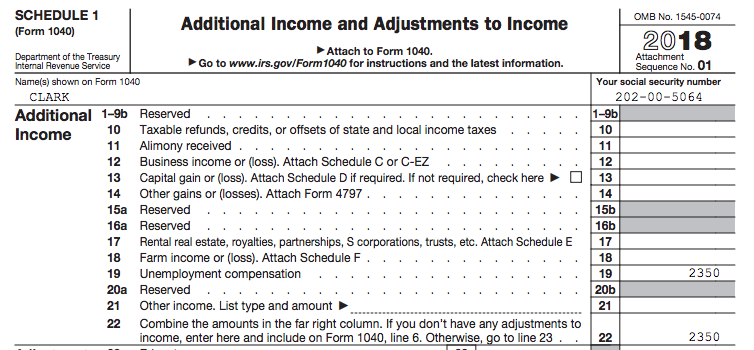 SCHEDULE 1
(Form 1040)
Department of the Treasury
Internal Revenue Service
Additional Income and Adjustments to Income
▶ Attach to Form 1040.
▶ Go to www.irs.gov/Form1040 for instructions and the latest information.
OMB No. 1545-0074
2018
Attachment
Sequence No. 01
Name(s) shown on Form 1040
CLARK
Your social security number
202-00-5064
Additional Income
1–9b Reserved . . . . . . . . . . . . . . . . . . . . . . . 1–9b
10 Taxable refunds, credits, or offsets of state and local income taxes . . . . . 10
11 Alimony received . . . . . . . . . . . . . . . . . . . . . 11
12 Business income or (loss). Attach Schedule C or C-EZ . . . . . . . . 12
13 Capital gain or (loss). Attach Schedule D if required. If not required, check here ▶ ☐ 13
14 Other gains or (losses). Attach Form 4797 . . . . . . . . . . . . . 14
15a Reserved . . . . . . . . . . . . . . . . . . . . . . . 15b
16a Reserved . . . . . . . . . . . . . . . . . . . . . . . 16b
17 Rental real estate, royalties, partnerships, S corporations, trusts, etc. Attach Schedule E 17
18 Farm income or (loss). Attach Schedule F . . . . . . . . . . . . . 18
19 Unemployment compensation . . . . . . . . . . . . . . . . . 19 2350
20a Reserved . . . . . . . . . . . . . . . . . . . . . . . 20b
21 Other income. List type and amount ▶ 21
22 Combine the amounts in the far right column. If you don't have any adjustments to
income, enter here and include on Form 1040, line 6. Otherwise, go to line 23 . . 22 2350